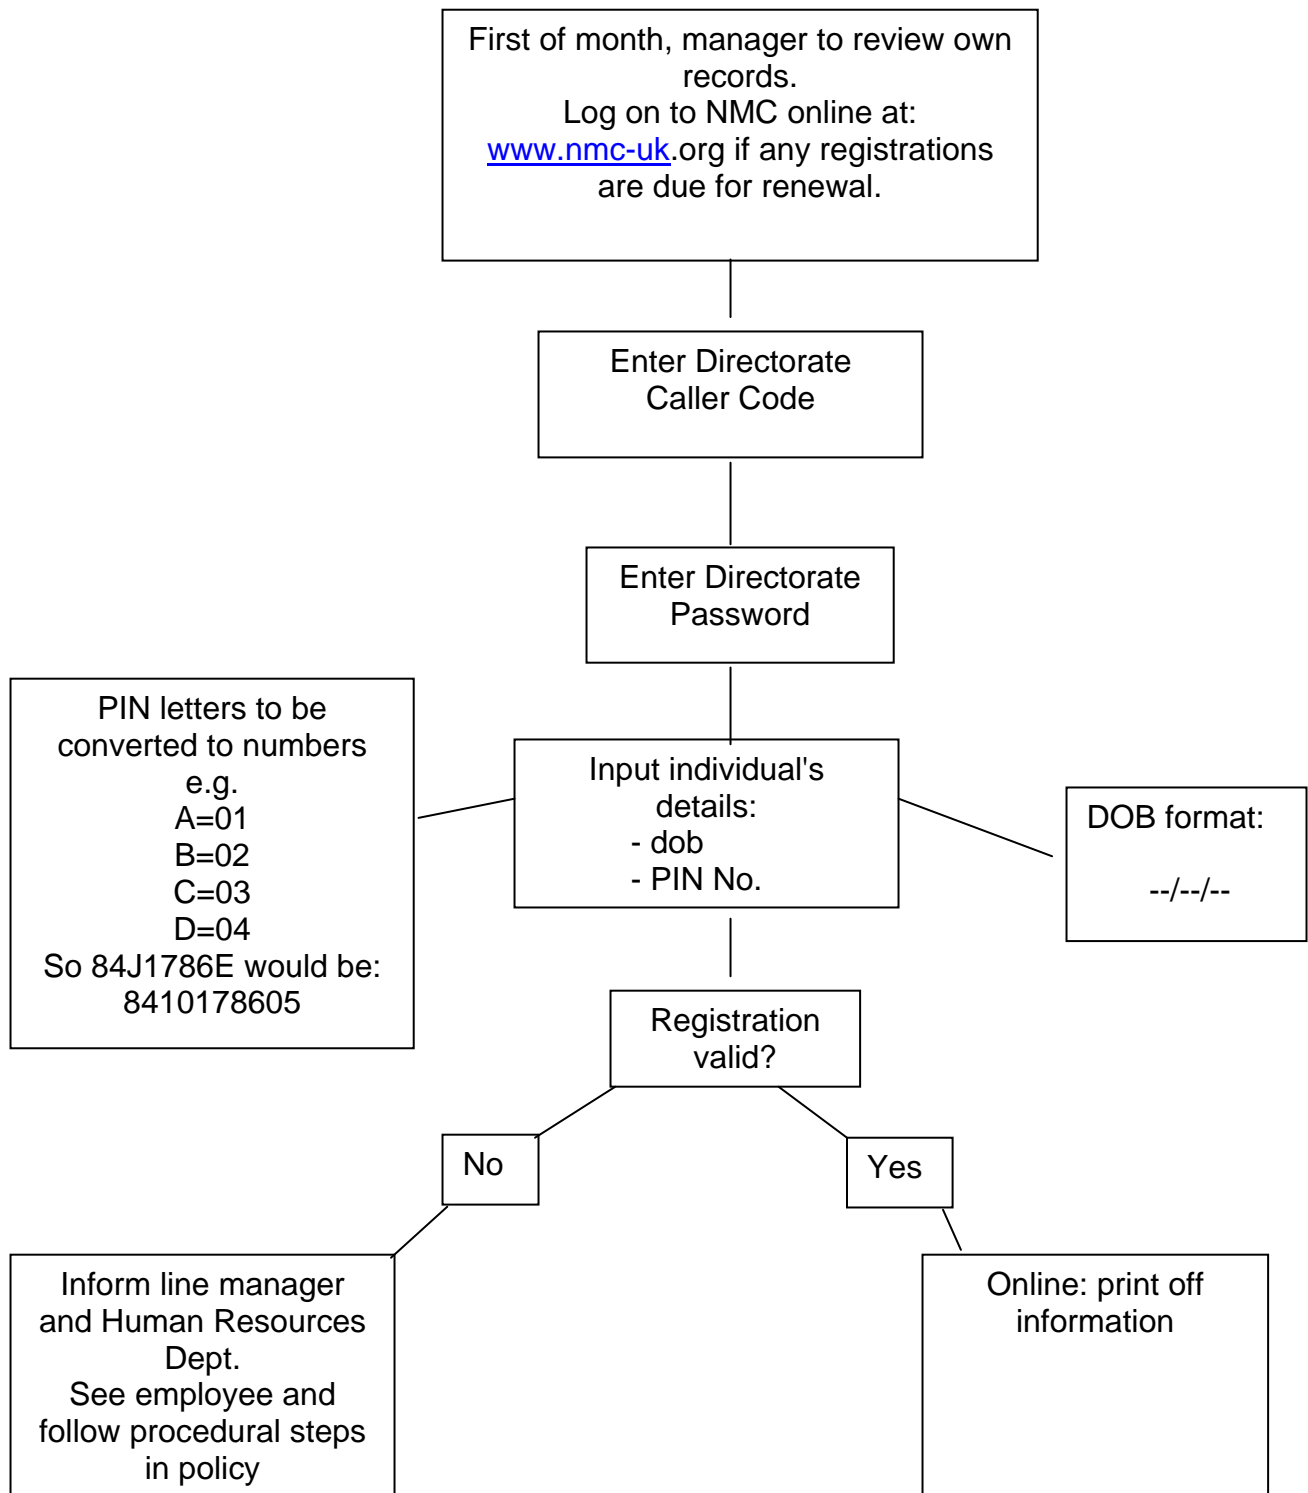 First of month, manager to review own
records.
Log on to NMC online at:
www.nmc-uk.org if any registrations
are due for renewal.
Enter Directorate
Caller Code
Enter Directorate
Password
PIN letters to be
converted to numbers
e.g.
A=01
B=02
C=03
D=04
So 84J1786E would be:
8410178605
Input individual's
details:
- dob
- PIN No.
DOB format:
--/--/--
Registration
valid?
No
Yes
Inform line manager
and Human Resources
Dept.
See employee and
follow procedural steps
in policy
Online: print off
information